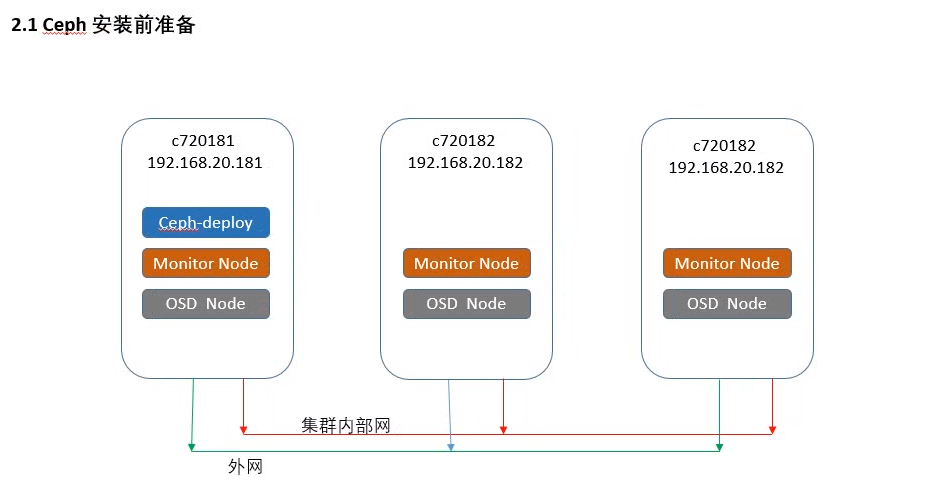 2.1 Ceph 安装前准备
c720181
192.168.20.181
Ceph-deploy
Monitor Node
OSD Node
c720182
192.168.20.182
Monitor Node
OSD Node
c720182
192.168.20.182
Monitor Node
OSD Node
集群内部网
外网